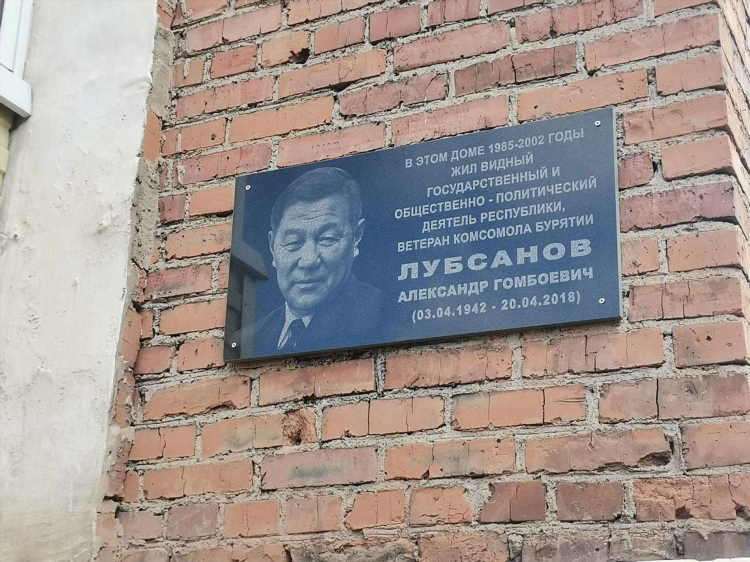 В ЭТОМ ДОМЕ 1985-2002 ГОДЫ
ЖИЛ ВИДНЫЙ
ГОСУДАРСТВЕННЫЙ И
ОБЩЕСТВЕННО - ПОЛИТИЧЕСКИЙ
ДЕЯТЕЛЬ РЕСПУБЛИКИ,
ВЕТЕРАН КОМСОМОЛА БУРЯТИИ
ЛУБСАНОВ
АЛЕКСАНДР ГОМБОЕВИЧ
(03.04.1942 - 20.04.2018)